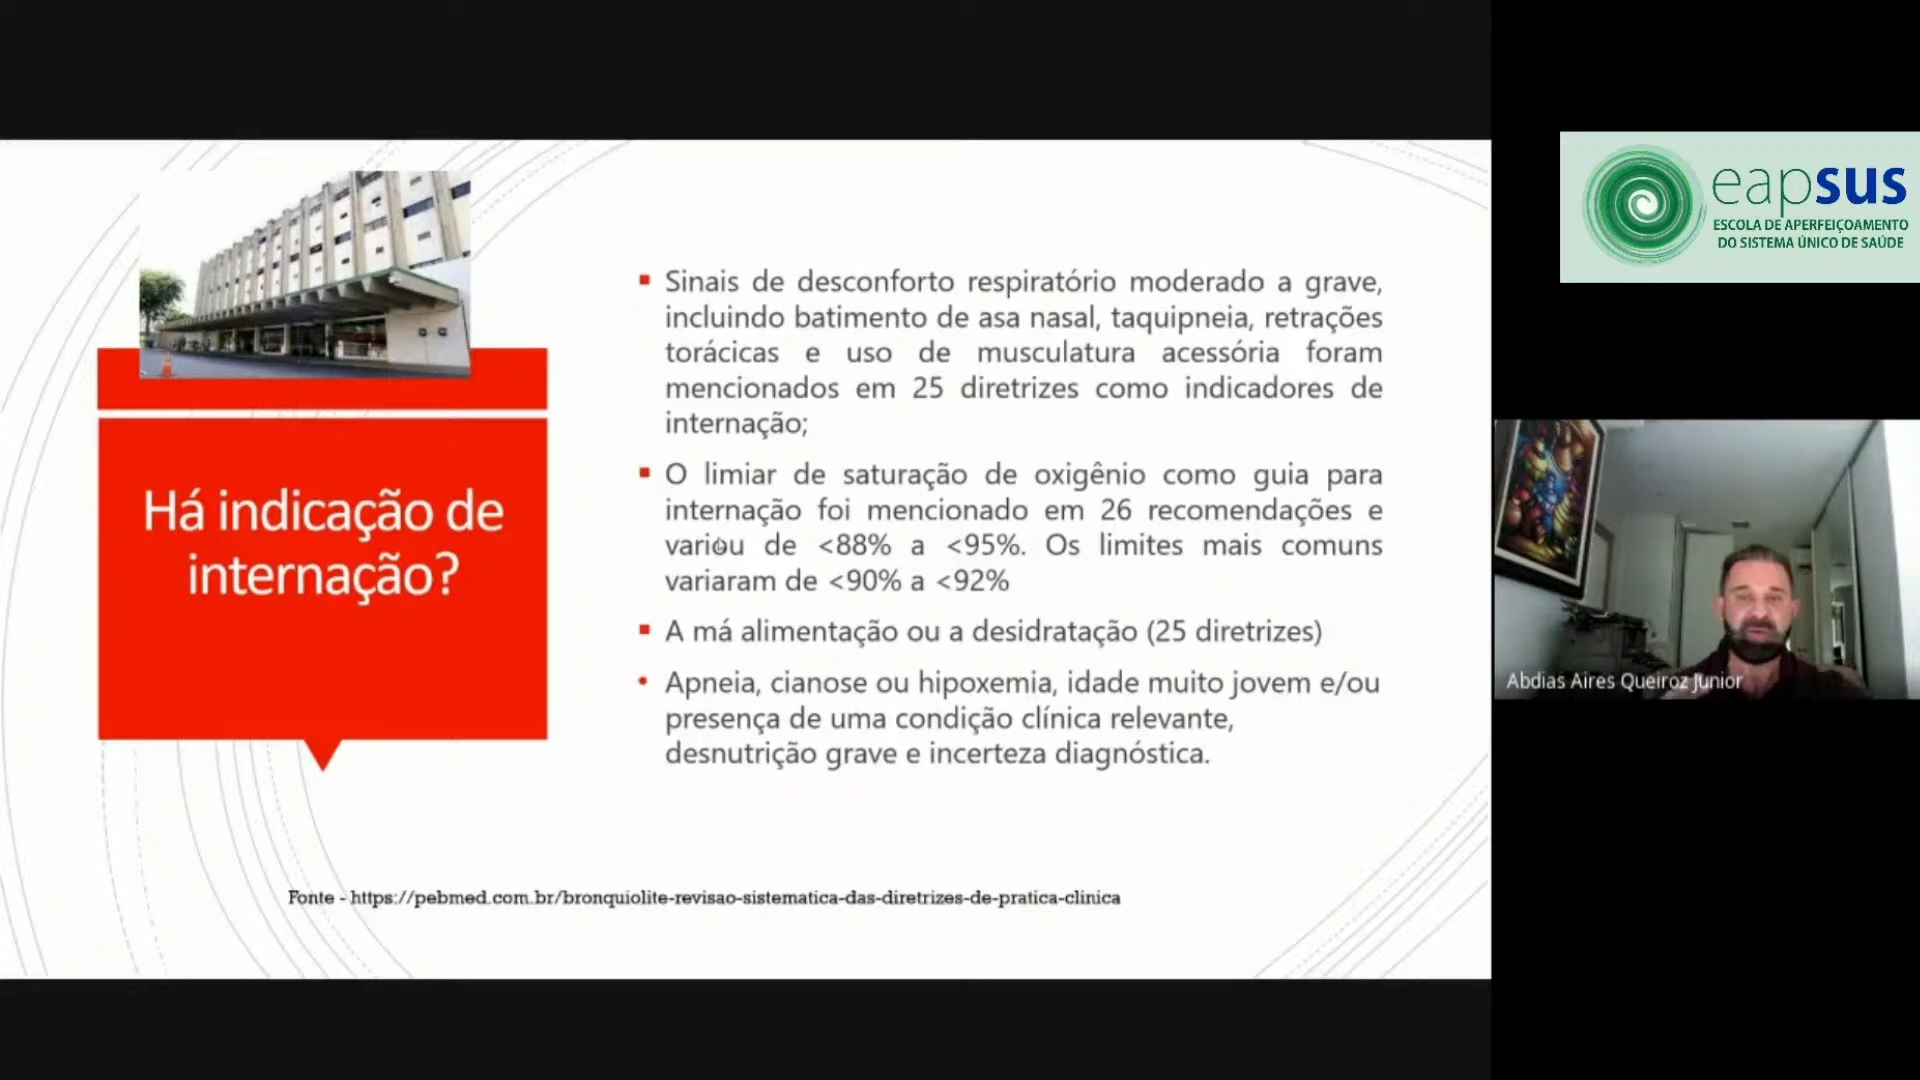 Há indicação de
internação?
Sinais de desconforto respiratório moderado a grave,
incluindo batimento de asa nasal, taquipneia, retrações
torácicas e uso de musculatura acessória foram
mencionados em 25 diretrizes como indicadores de
internação;
O limiar de saturação de oxigênio como guia para
internação foi mencionado em 26 recomendações e
variou de <88% a <95%. Os limites mais comuns
variaram de <90% a <92%
A má alimentação ou a desidratação (25 diretrizes)
Apneia, cianose ou hipoxemia, idade muito jovem e/ou
presença de uma condição clínica relevante,
desnutrição grave e incerteza diagnóstica.
Fonte - https://pebmed.com.br/bronquiolite-revisao-sistematica-das-diretrizes-de-pratica-clinica
eapsus
ESCOLA DE APERFEIÇOAMENTO
DO SISTEMA ÚNICO DE SAÚDE
Abdias Aires Queiroz Junior